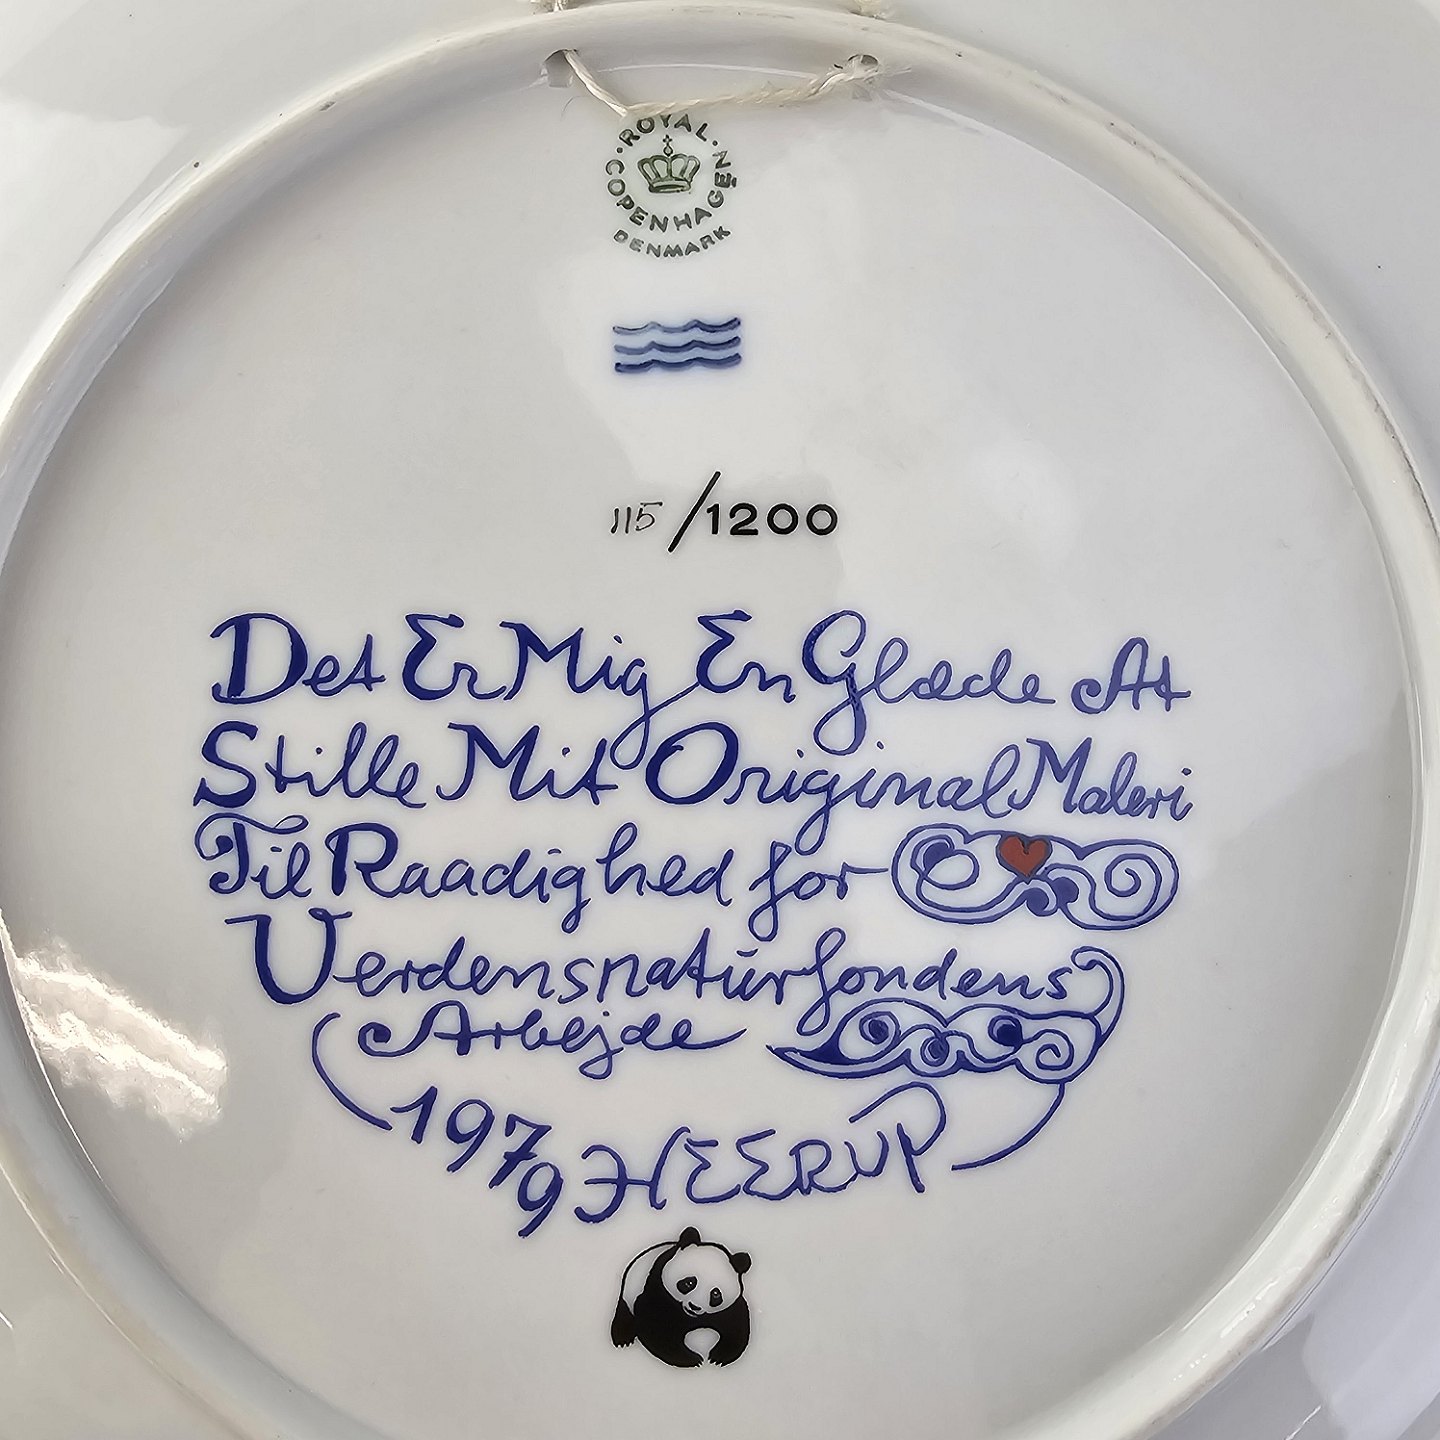 ROYAL COPENHAGEN
DENMARK
115/1200
Det Er Mig En Glæde At
Stille Mit Original Maleri
Til Raadighed for
Verdensnaturfondens
Arbejde
1979 HEERUP